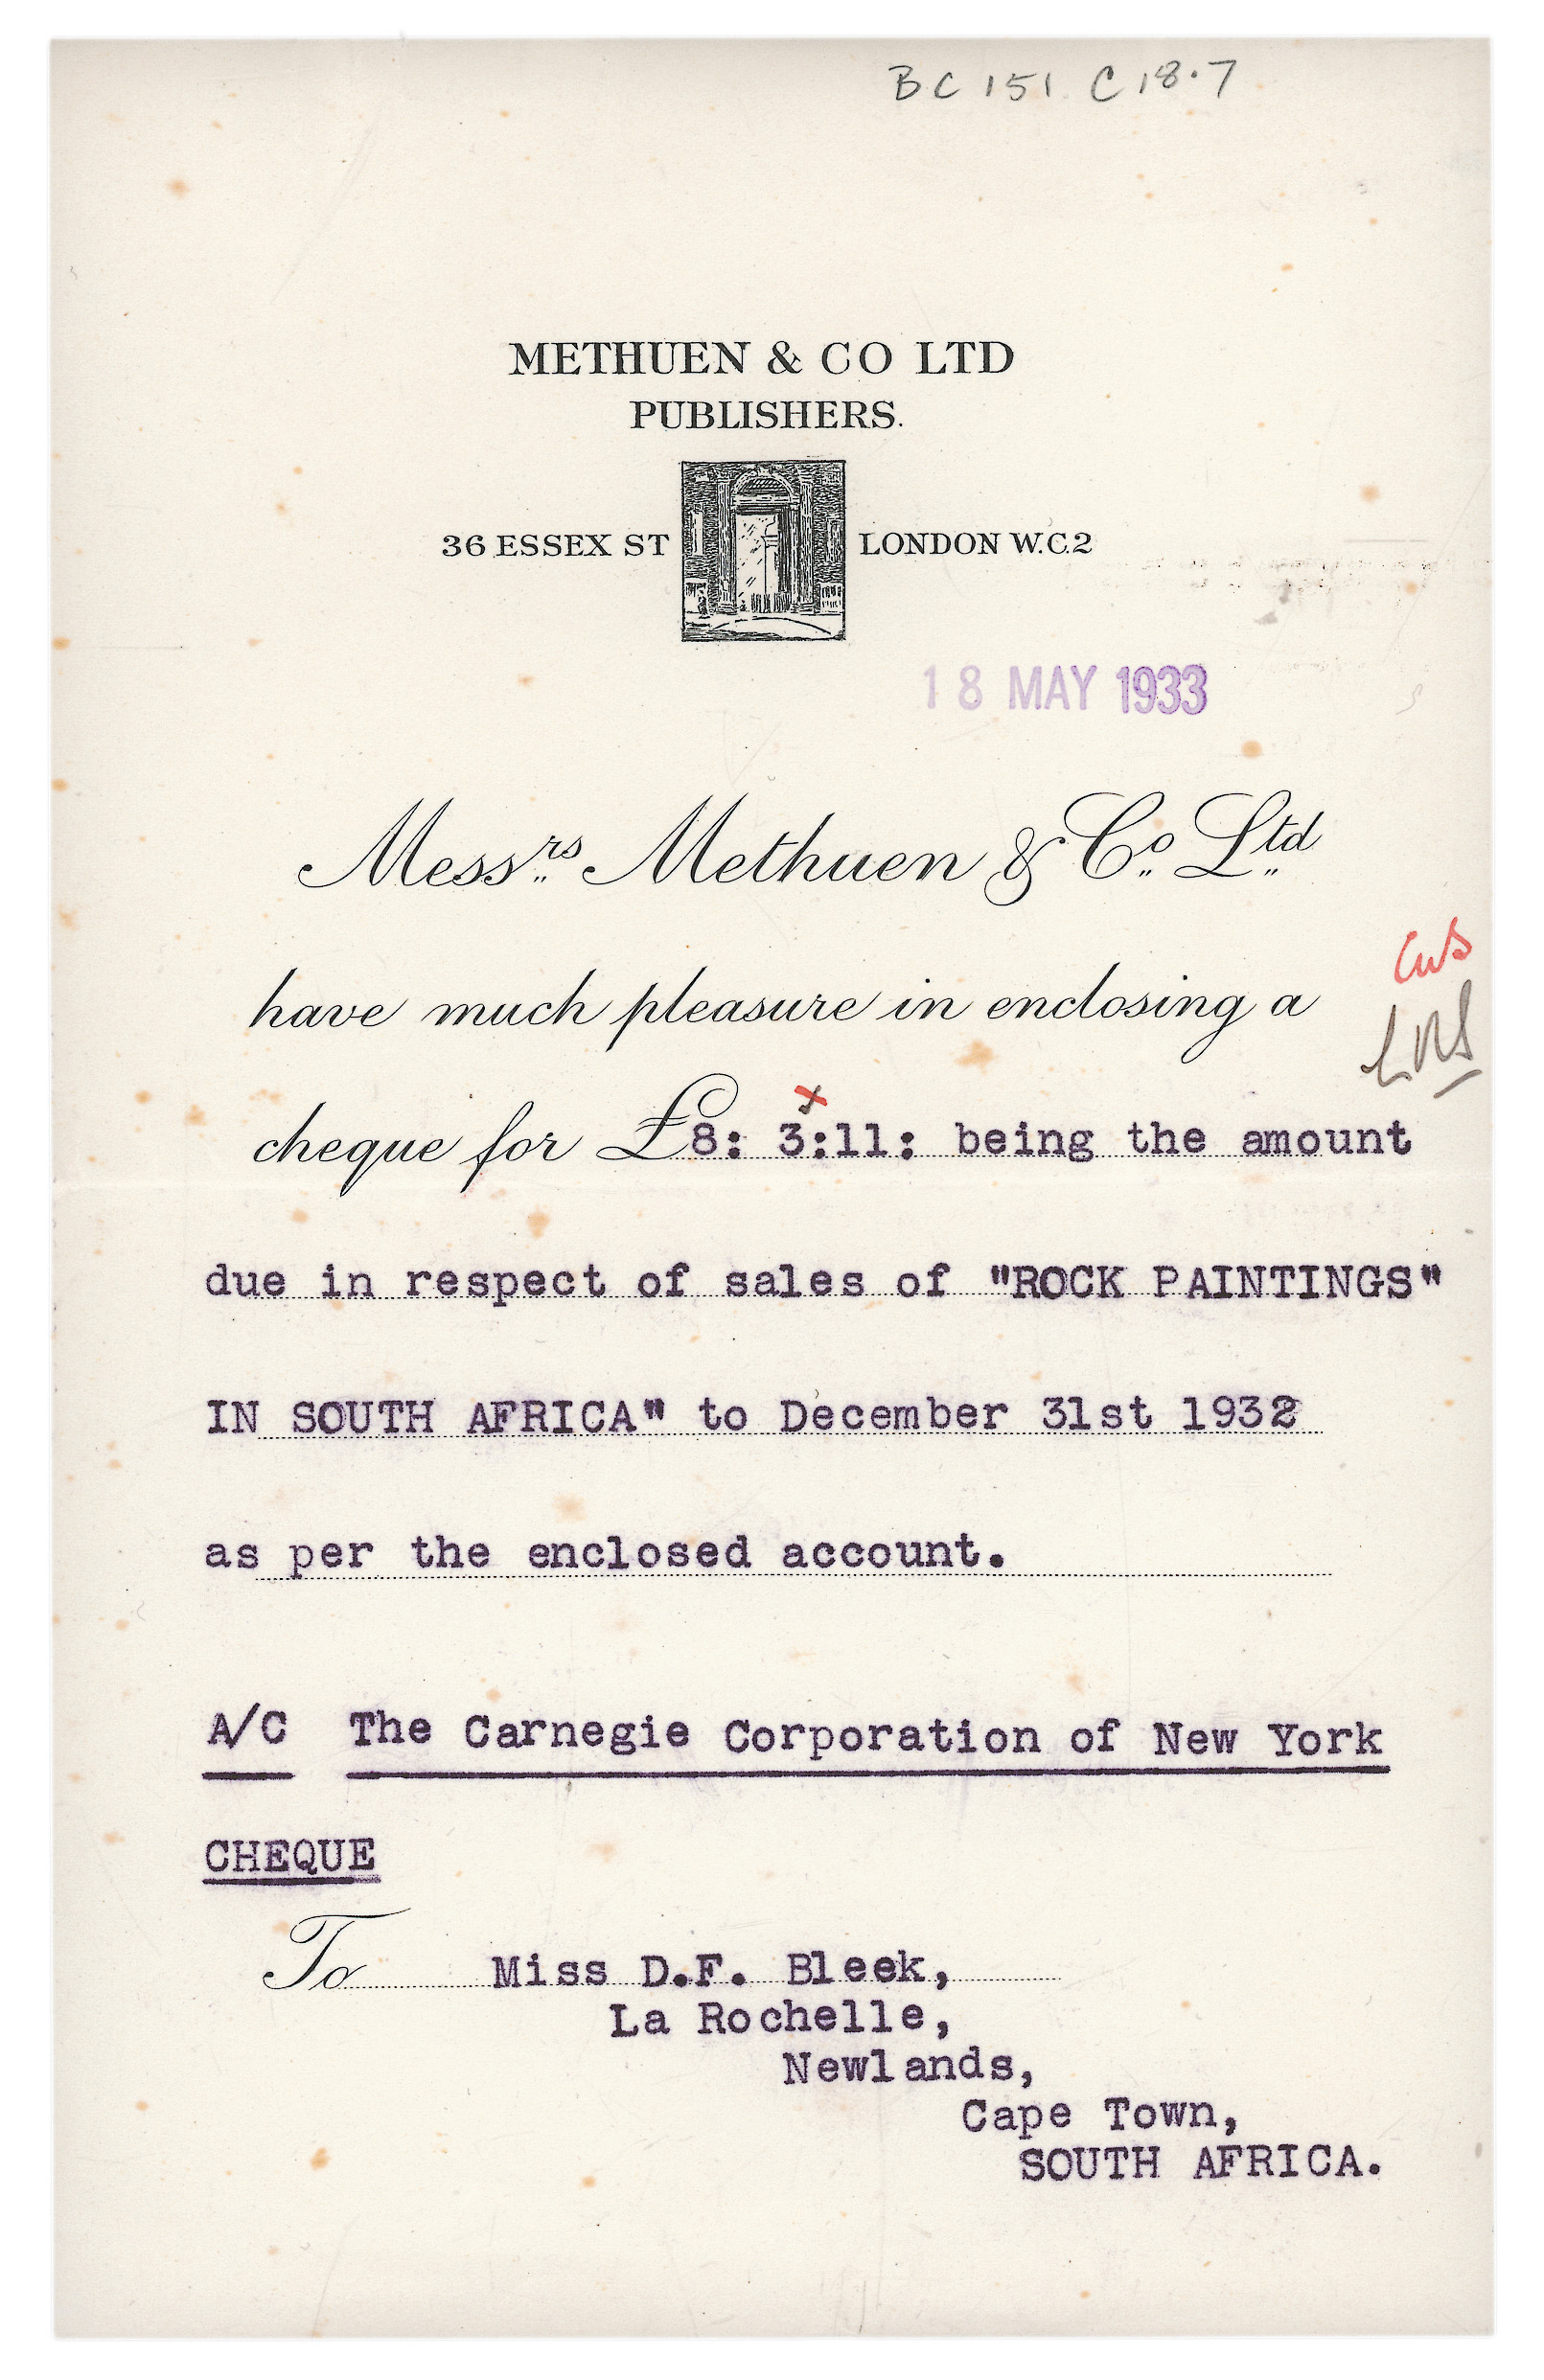 BC 151 C18.7
METHUEN & CO LTD
PUBLISHERS.
36 ESSEX ST LONDON W.C.2
18 MAY 1933
Messrs Methuen & Co Ltd
have much pleasure in enclosing a
cheque for £8: 3:11: being the amount
due in respect of sales of "ROCK PAINTINGS"
IN SOUTH AFRICA" to December 31st 1932
as per the enclosed account.
A/C The Carnegie Corporation of New York
CHEQUE
To Miss D.F. Bleek,
La Rochelle,
Newlands,
Cape Town,
SOUTH AFRICA.